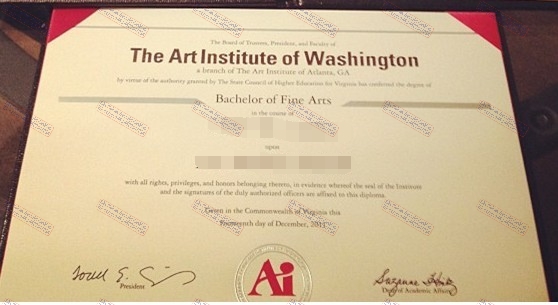 The Board of Trustees, President, and Faculty of
The Art Institute of Washington
a branch of The Art Institute of Atlanta, GA
by virtue of the authority granted by The State Council of Higher Education for Virginia has conferred the degree of
Bachelor of Fine Arts
in the course of
upon
with all rights, privileges, and honors belonging thereto, in evidence whereof the seal of the Institute
and the signatures of the duly authorized officers are affixed to this diploma.
Given in the Commonwealth of Virginia this
day of December,
Ai
President
Suzanne
Dean of Academic Affairs